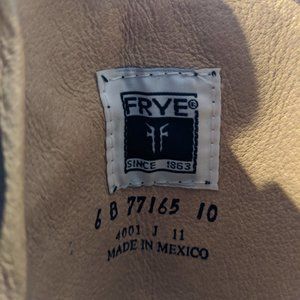 FRYE®
SINCE 1863
6 B 77165 10
4001 J 11
MADE IN MEXICO